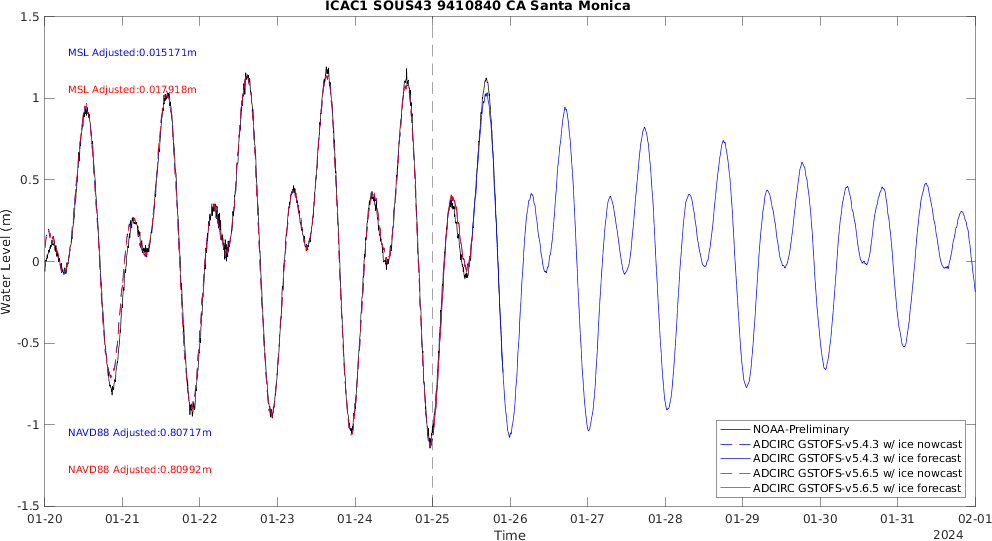 ICAC1 SOUS43 9410840 CA Santa Monica
1.5
MSL Adjusted:0.015171m
MSL Adjusted:0.017918m
1
0.5
Water Level (m)
0
-0.5
-1
NAVD88 Adjusted:0.80717m
NAVD88 Adjusted:0.80992m
NOAA-Preliminary
ADCIRC GSTOFS-v5.4.3 w/ ice nowcast
ADCIRC GSTOFS-v5.4.3 w/ ice forecast
ADCIRC GSTOFS-v5.6.5 w/ ice nowcast
ADCIRC GSTOFS-v5.6.5 w/ ice forecast
-1.5
01-20 01-21 01-22 01-23 01-24 01-25 01-26 01-27 01-28 01-29 01-30 01-31 02-01
Time
2024